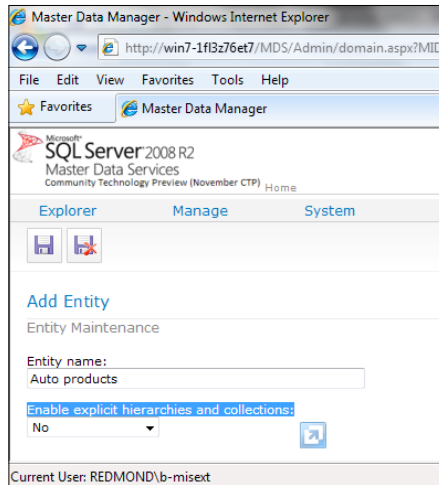 Master Data Manager - Windows Internet Explorer
http://win7-1fl3z76et7/MDS/Admin/domain.aspx?MID
File Edit View Favorites Tools Help
Favorites Master Data Manager
Microsoft®
SQL Server® 2008 R2
Master Data Services
Community Technology Preview (November CTP) Home
Explorer Manage System
Add Entity
Entity Maintenance
Entity name:
Auto products
Enable explicit hierarchies and collections:
No
Current User: REDMOND\b-misext